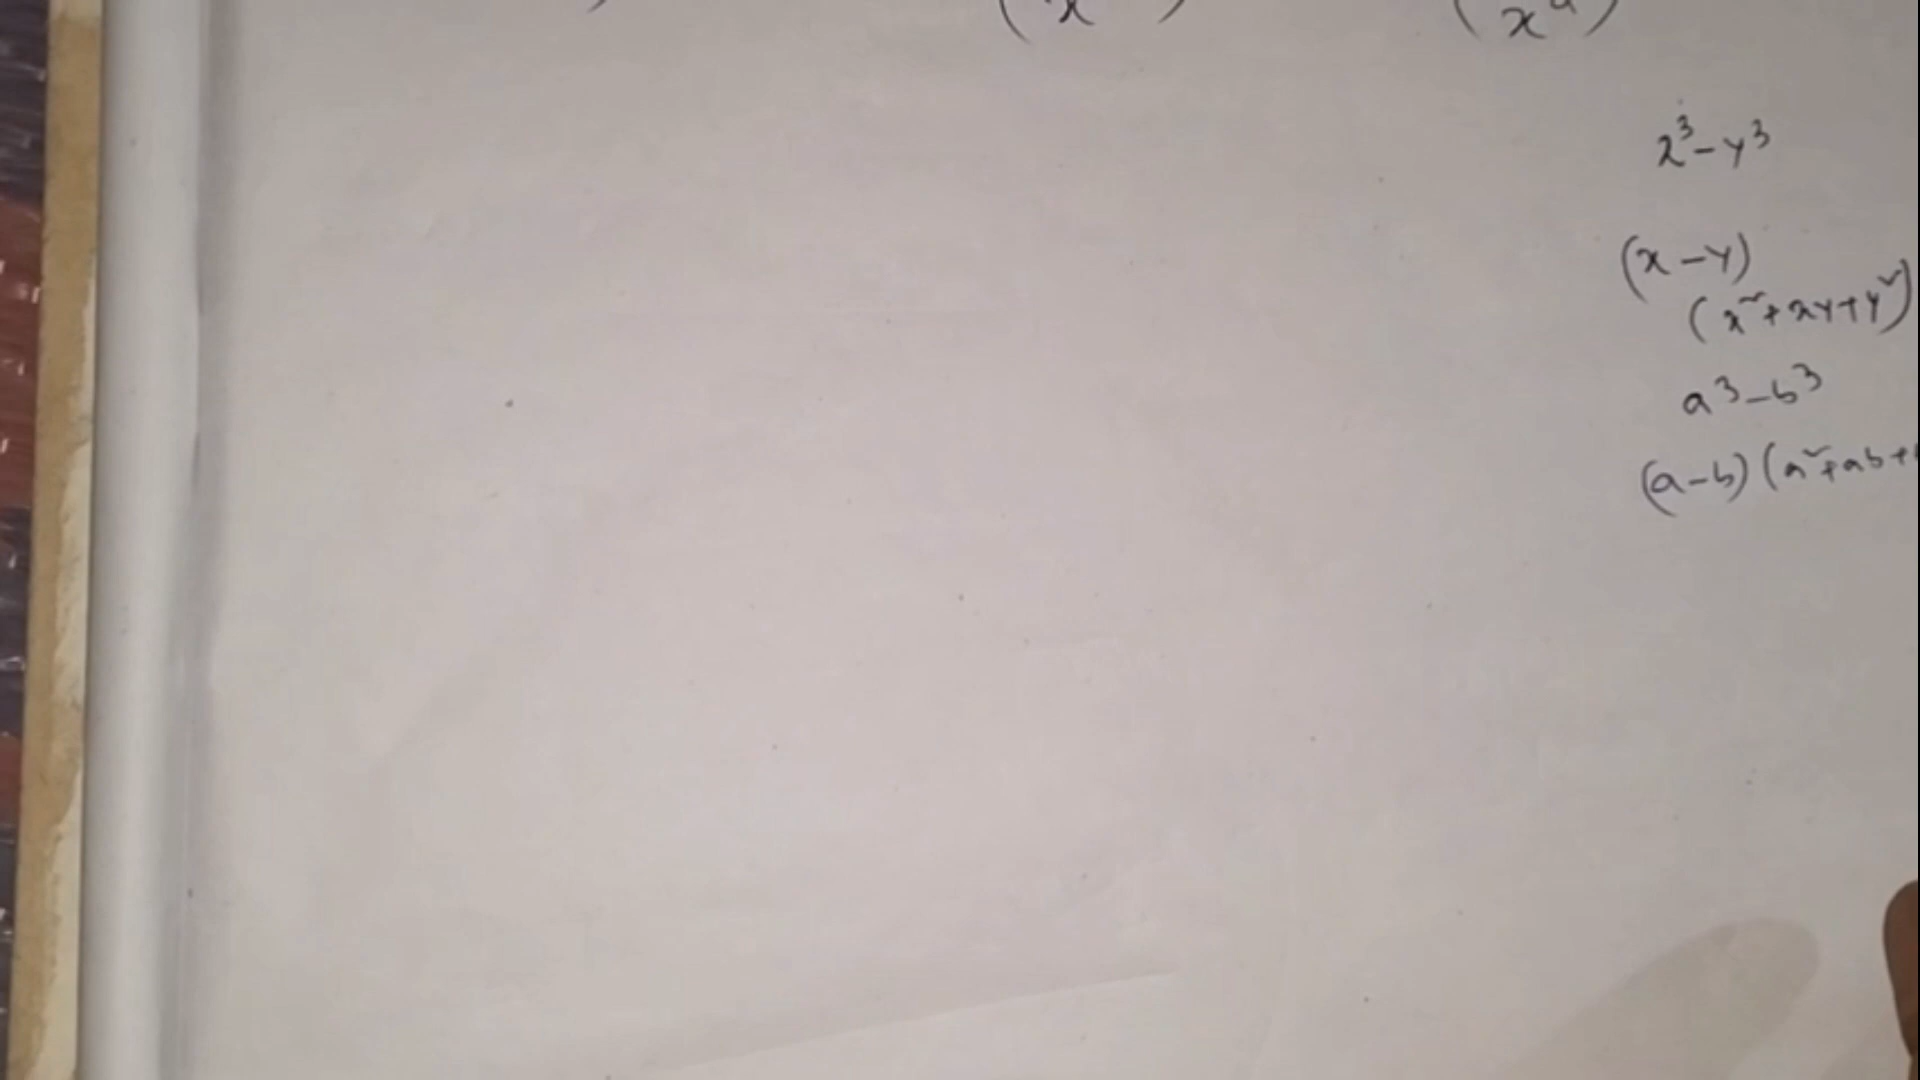 x³-y³
(x-y)
(x²+xy+y²)
a³-b³
(a-b)(a²+ab+